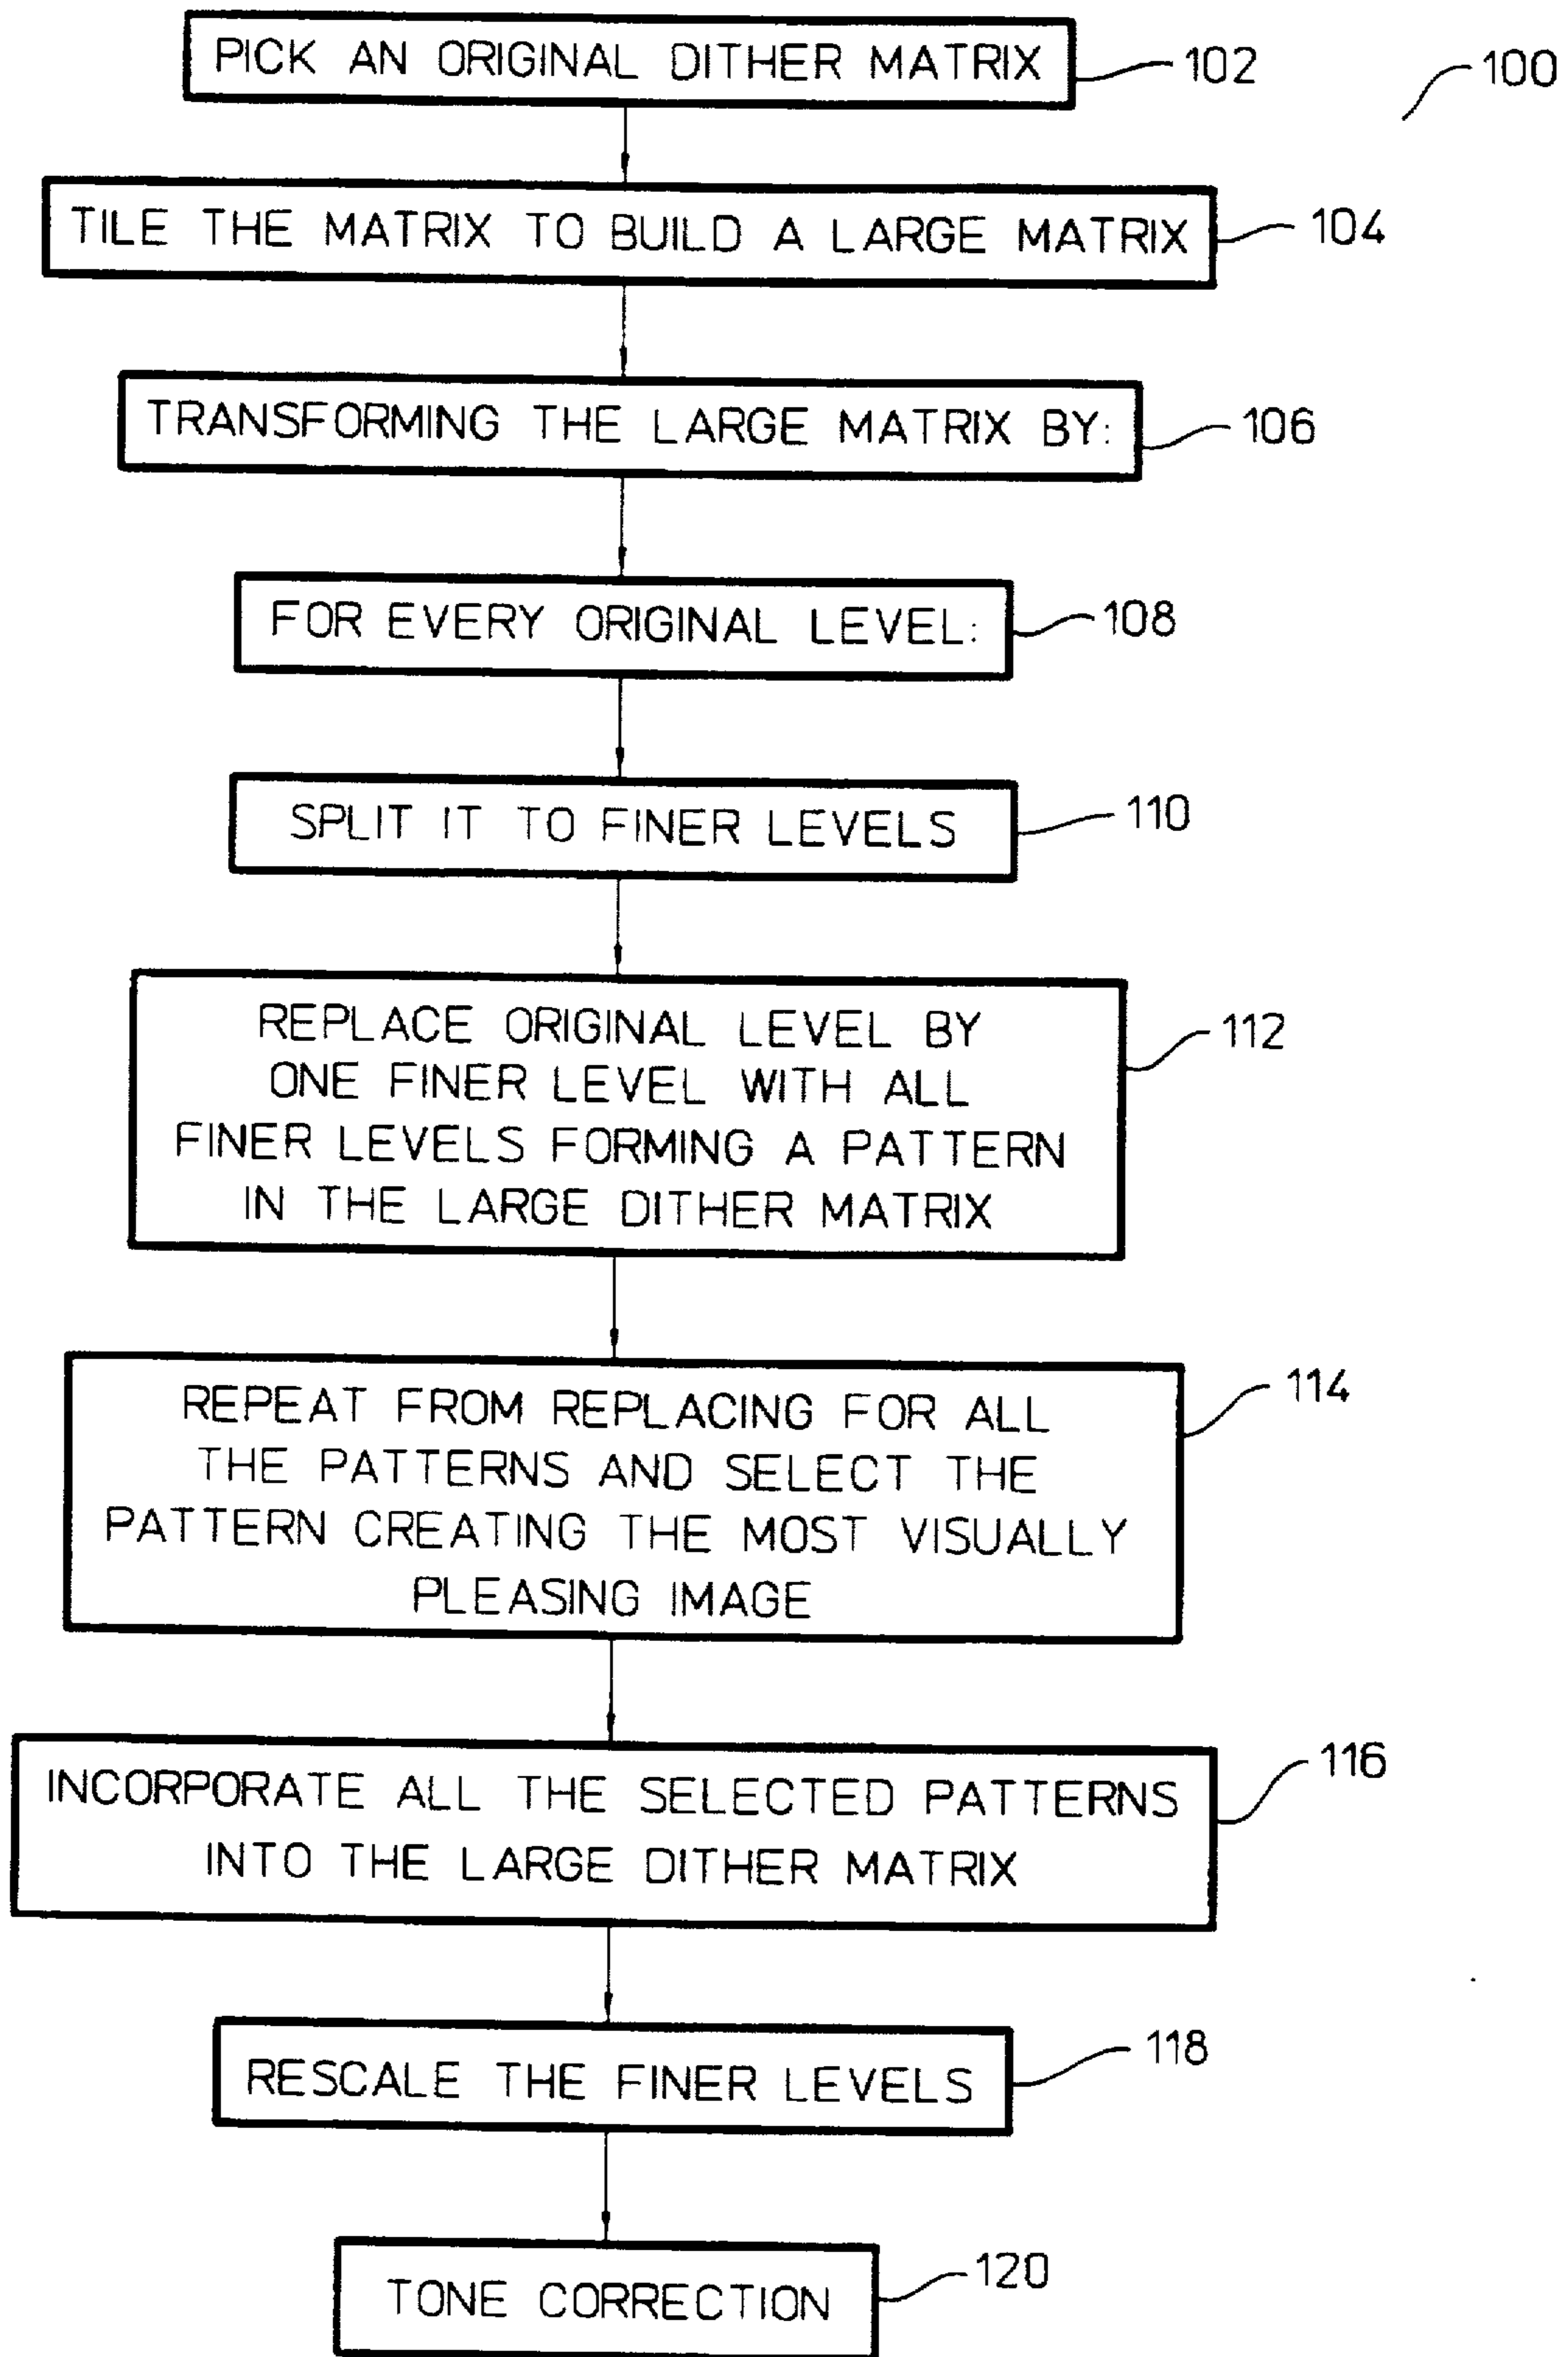 PICK AN ORIGINAL DITHER MATRIX
102
100
TILE THE MATRIX TO BUILD A LARGE MATRIX
104
TRANSFORMING THE LARGE MATRIX BY:
106
FOR EVERY ORIGINAL LEVEL:
108
SPLIT IT TO FINER LEVELS
110
REPLACE ORIGINAL LEVEL BY
ONE FINER LEVEL WITH ALL
FINER LEVELS FORMING A PATTERN
IN THE LARGE DITHER MATRIX
112
REPEAT FROM REPLACING FOR ALL
THE PATTERNS AND SELECT THE
PATTERN CREATING THE MOST VISUALLY
PLEASING IMAGE
114
INCORPORATE ALL THE SELECTED PATTERNS
INTO THE LARGE DITHER MATRIX
116
RESCALE THE FINER LEVELS
118
TONE CORRECTION
120